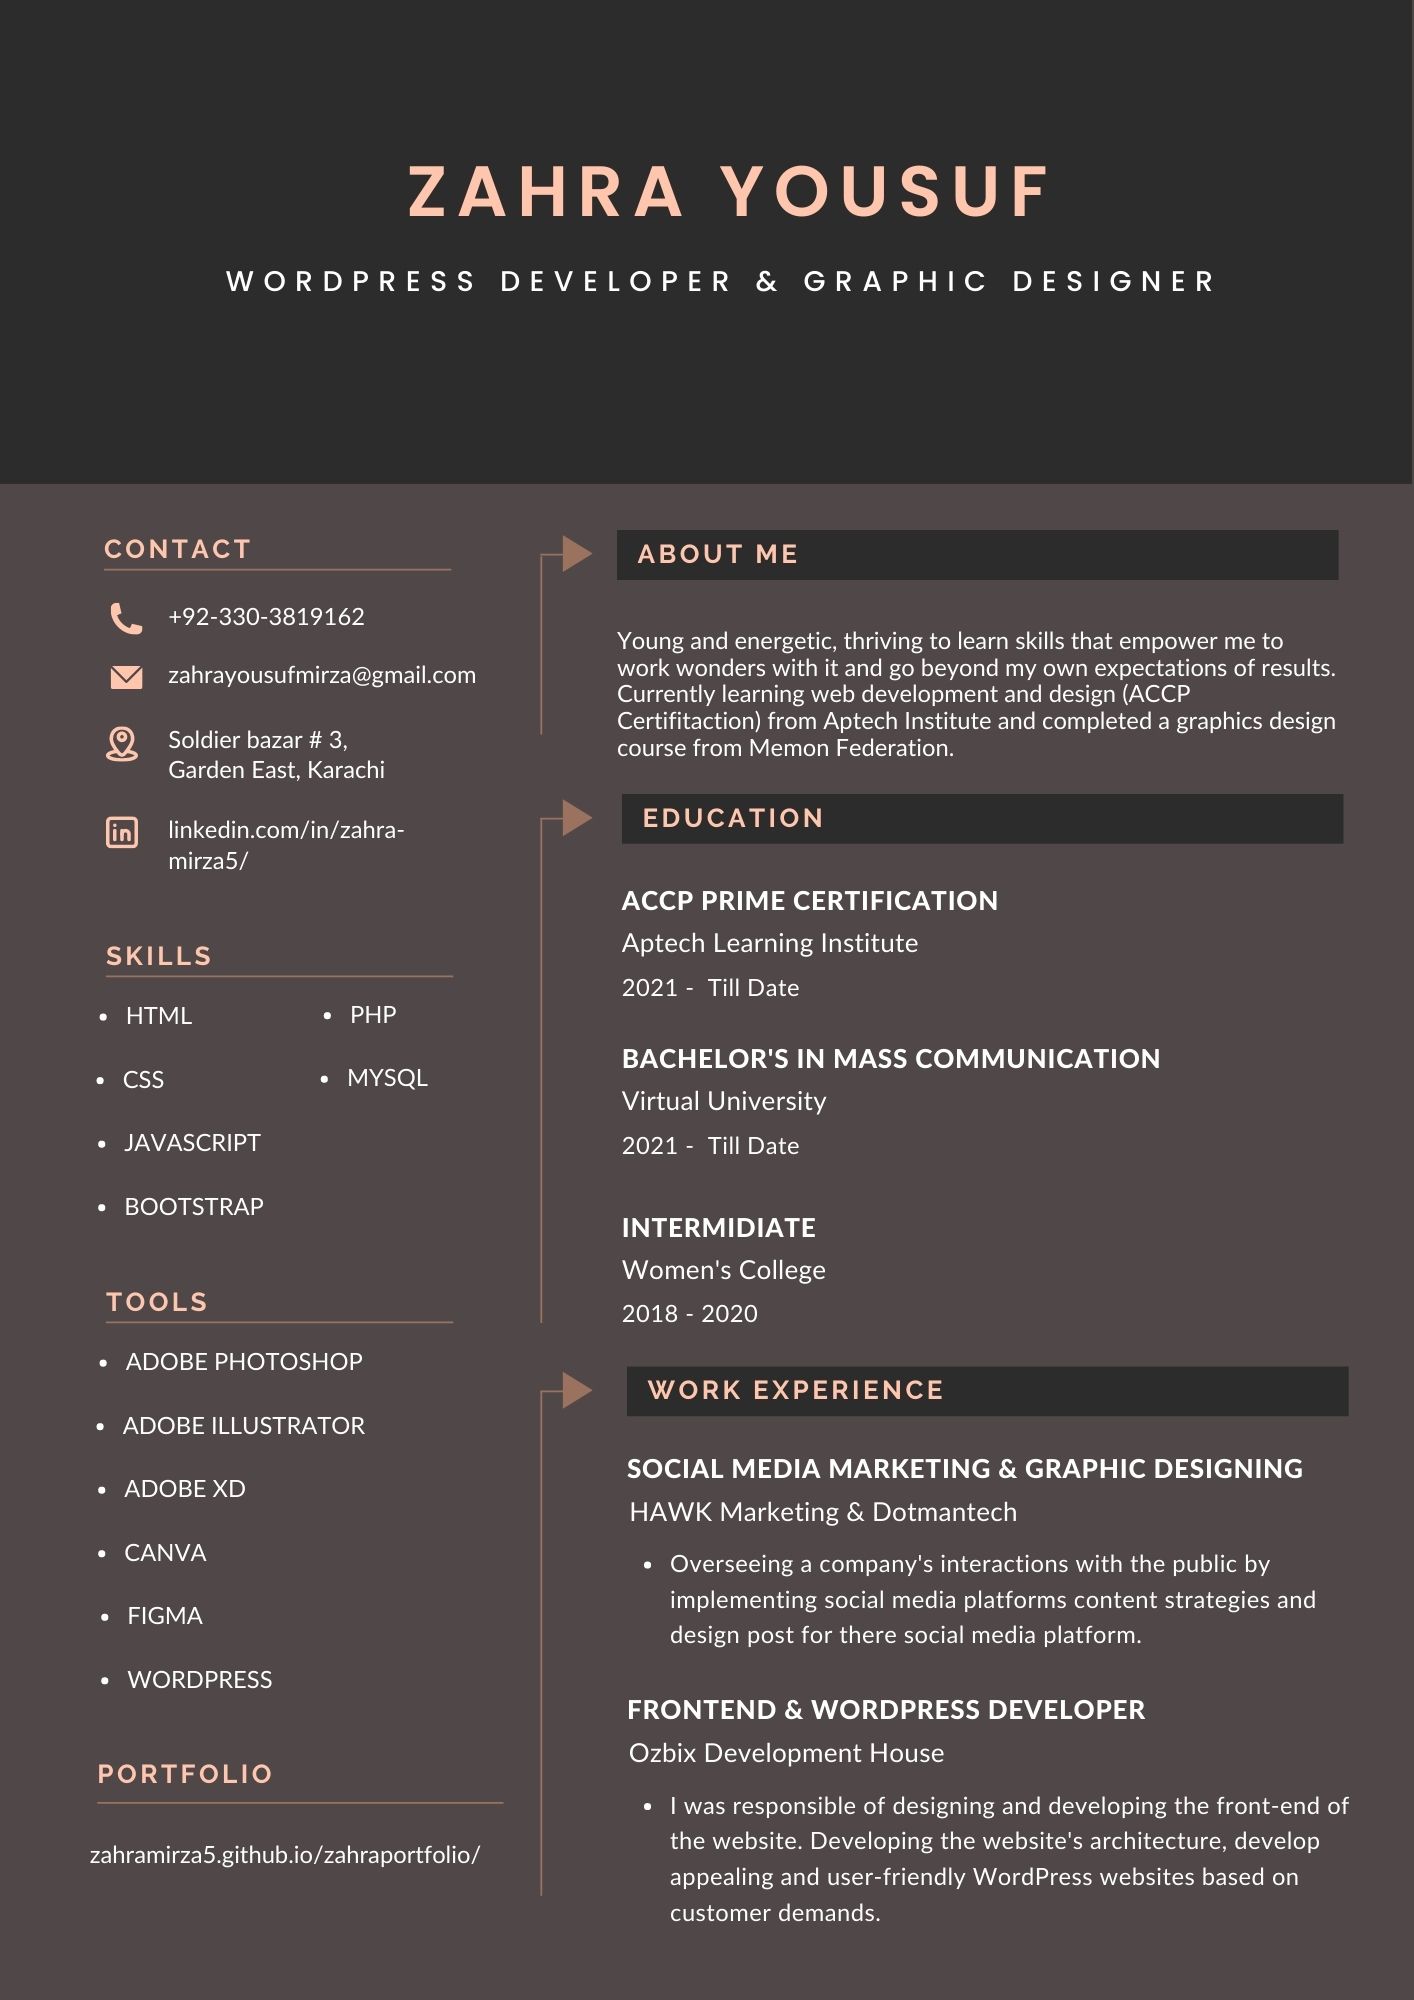 ZAHRA YOUSUF
WORDPRESS DEVELOPER & GRAPHIC DESIGNER
CONTACT
+92-330-3819162
zahrayousufmirza@gmail.com
Soldier bazar # 3,
Garden East, Karachi
linkedin.com/in/zahra-
mirza5/
SKILLS
• HTML
• CSS
• JAVASCRIPT
• BOOTSTRAP
• PHP
• MYSQL
TOOLS
• ADOBE PHOTOSHOP
• ADOBE ILLUSTRATOR
• ADOBE XD
• CANVA
• FIGMA
• WORDPRESS
PORTFOLIO
zahramirza5.github.io/zahraportfolio/
ABOUT ME
Young and energetic, thriving to learn skills that empower me to
work wonders with it and go beyond my own expectations of results.
Currently learning web development and design (ACCP
Certifitaction) from Aptech Institute and completed a graphics design
course from Memon Federation.
EDUCATION
ACCP PRIME CERTIFICATION
Aptech Learning Institute
2021 - Till Date
BACHELOR'S IN MASS COMMUNICATION
Virtual University
2021 - Till Date
INTERMIDIATE
Women's College
2018 - 2020
WORK EXPERIENCE
SOCIAL MEDIA MARKETING & GRAPHIC DESIGNING
HAWK Marketing & Dotmantech
• Overseeing a company's interactions with the public by
implementing social media platforms content strategies and
design post for there social media platform.
FRONTEND & WORDPRESS DEVELOPER
Ozbix Development House
• I was responsible of designing and developing the front-end of
the website. Developing the website's architecture, develop
appealing and user-friendly WordPress websites based on
customer demands.